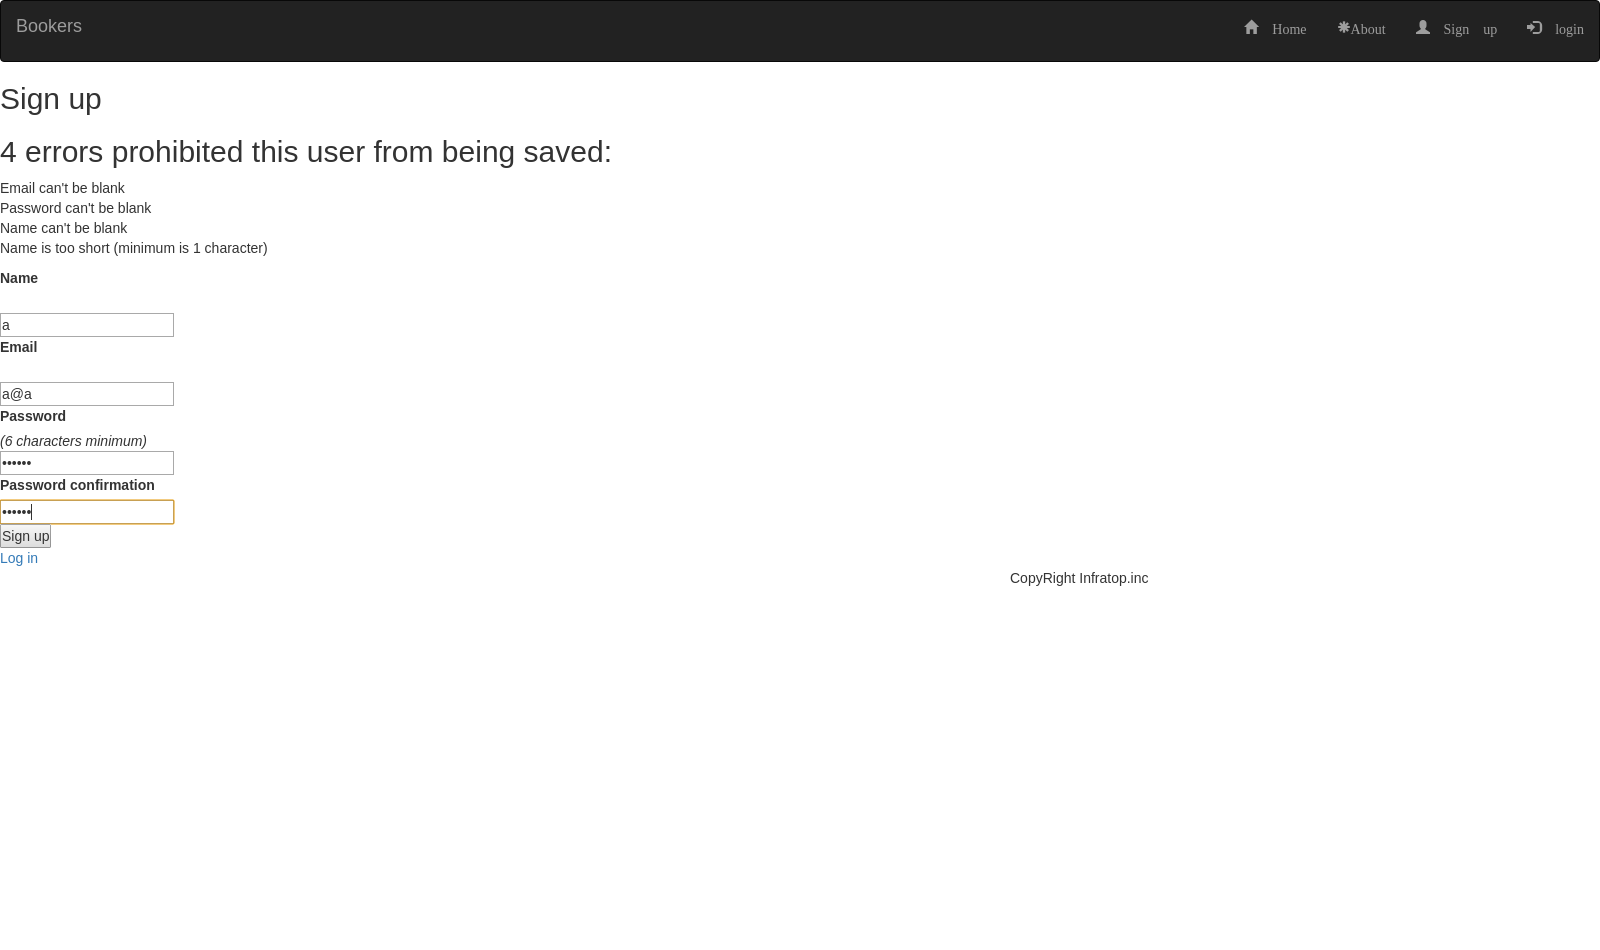 Bookers Home About Sign up login
Sign up
4 errors prohibited this user from being saved:
Email can't be blank
Password can't be blank
Name can't be blank
Name is too short (minimum is 1 character)
Name
a
Email
a@a
Password
(6 characters minimum)
••••••
Password confirmation
••••••
Sign up
Log in
CopyRight Infratop.inc